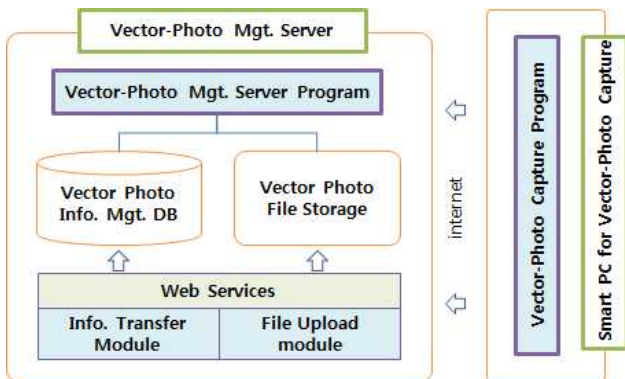 Vector-Photo Mgt. Server
Vector-Photo Mgt. Server Program
Vector Photo
Info. Mgt. DB
Vector Photo
File Storage
Web Services
Info. Transfer
Module
File Upload
module
internet
Vector-Photo Capture Program
Smart PC for Vector-Photo Capture